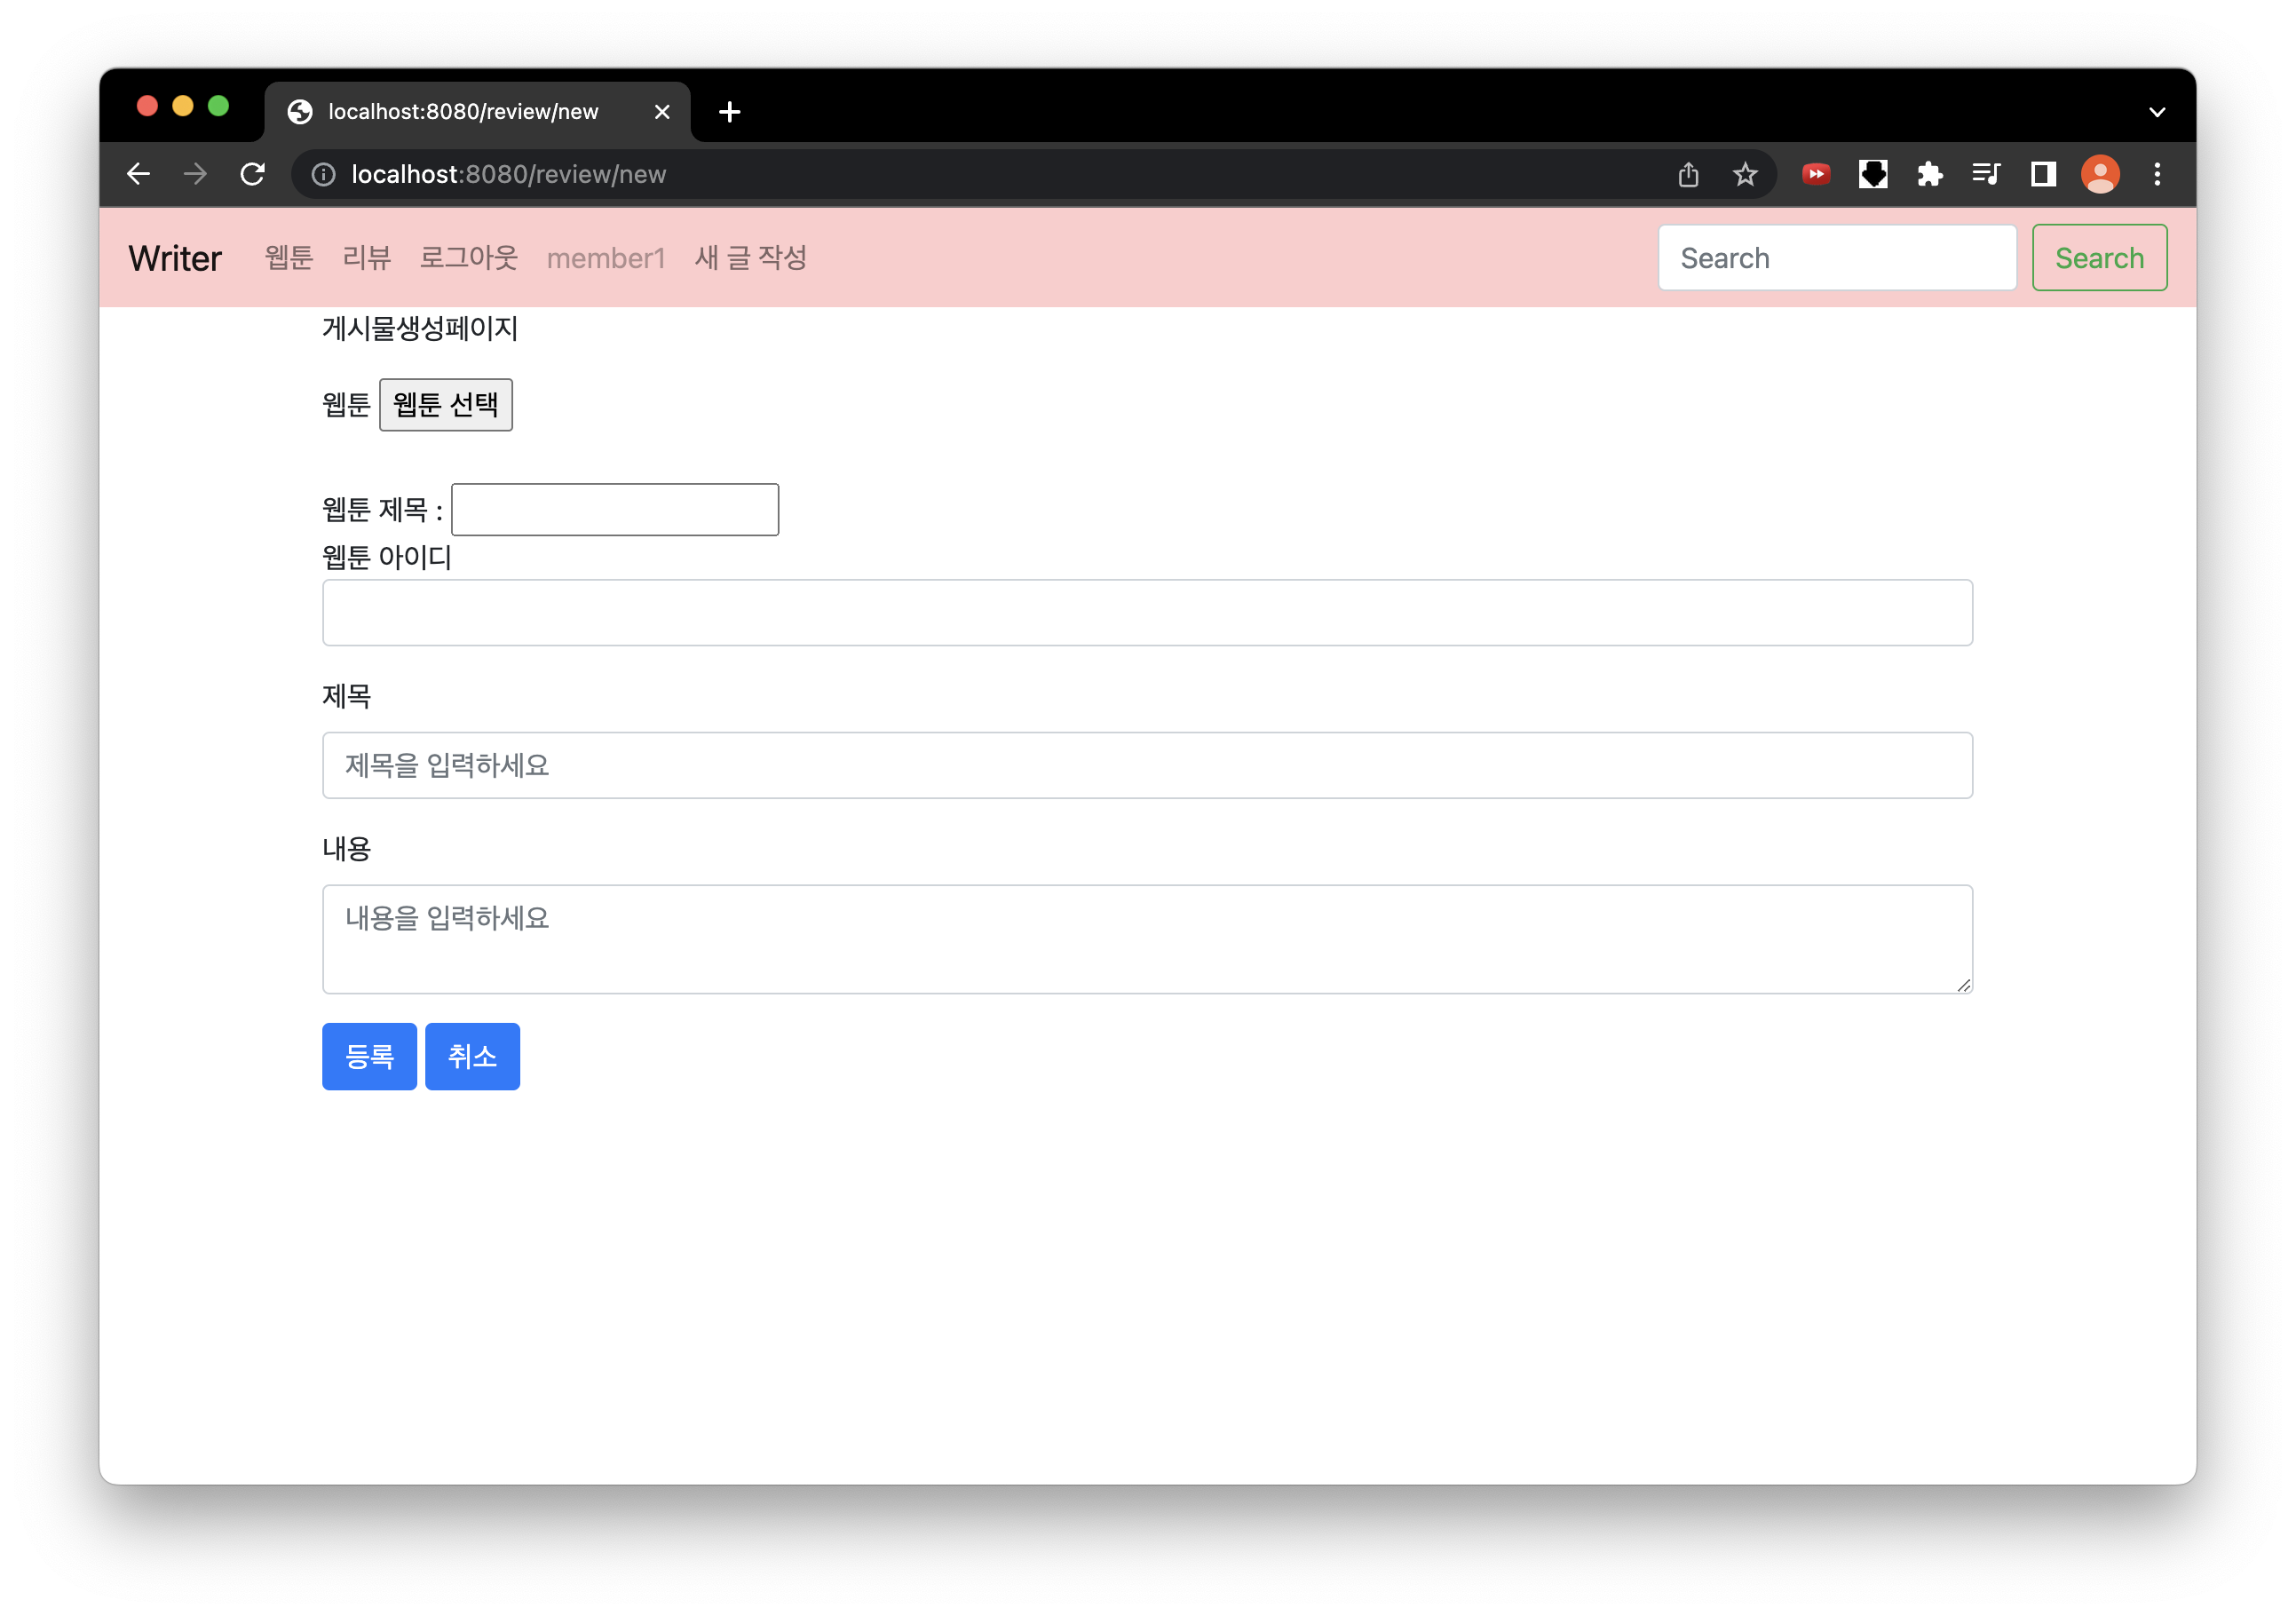 localhost:8080/review/new
localhost:8080/review/new
Writer 웹툰 리뷰 로그아웃 member1 새 글 작성 Search Search
게시물생성페이지
웹툰 웹툰 선택
웹툰 제목 :
웹툰 아이디
제목
제목을 입력하세요
내용
내용을 입력하세요
등록 취소